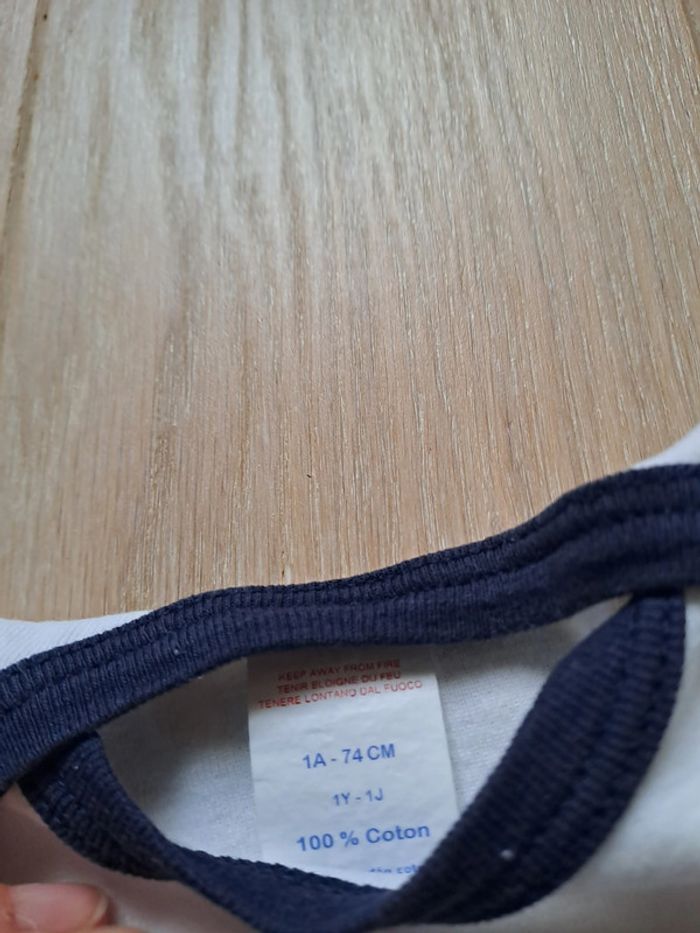 KEEP AWAY FROM FIRE
TENIR ELOIGNE DU FEU
TENERE LONTANO DAL FUOCO
1A - 74 CM
1Y - 1J
100 % Coton